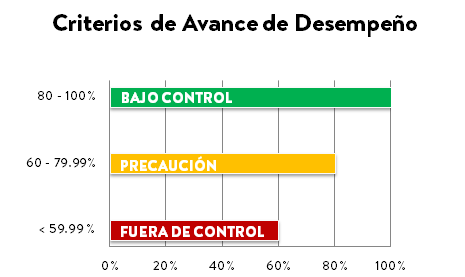 Criterios de Avance de Desempeño
80 - 100% BAJO CONTROL
60 - 79.99% PRECAUCIÓN
< 59.99% FUERA DE CONTROL
0% 20% 40% 60% 80% 100%